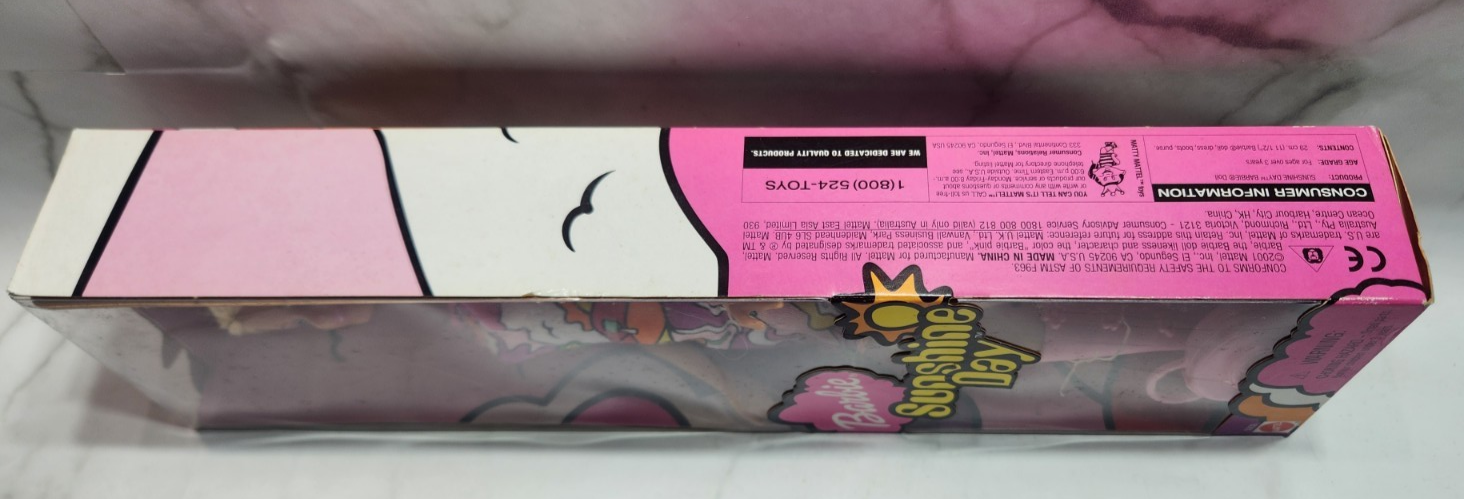 CONSUMER INFORMATION
PRODUCT: SUNSHINE DAY™ BARBIE® Doll
AGE GRADE: For ages over 3 years
CONTENTS: 29 cm (11 1/2") Barbie® doll, dress, boots, purse.
MATTY MATTEL™ toys
YOU CAN TELL IT'S MATTEL™ CALL us toll-free
or write with any comments or questions about
our products or service, Monday-Friday 8:00 a.m.-
6:00 p.m. Eastern time. Outside U.S.A. see
telephone directory for Mattel listing.
Consumer Relations, Mattel, Inc.,
333 Continental Blvd., El Segundo, CA 90245 USA
1(800) 524-TOYS
WE ARE DEDICATED TO QUALITY PRODUCTS.
CE
CONFORMS TO THE SAFETY REQUIREMENTS OF ASTM F963.
©2001 Mattel, Inc., El Segundo, CA 90245 U.S.A. MADE IN CHINA. Manufactured for Mattel. All Rights Reserved. Mattel,
Barbie, the Barbie doll likeness and character, the color "Barbie pink", and associated trademarks designated by ® TM &
are U.S. trademarks of Mattel, Inc. Retain this address for future reference: Mattel U.K. Ltd., Vanwall Business Park, Maidenhead SL6 4UB. Mattel
Australia Pty., Ltd., Richmond, Victoria 3121 - Consumer Advisory Service 1800 800 812 (valid only in Australia). Mattel East Asia Limited, 930
Ocean Centre, Harbour City, HK, China.
Barbie
Sunshine
Day
WARNING: